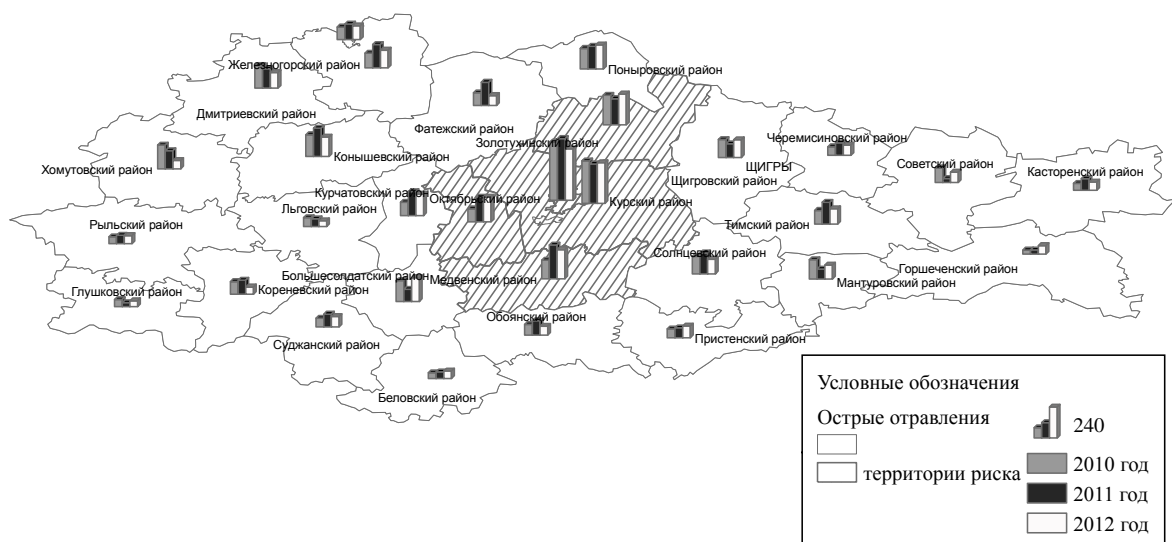 Железногорский район
Поныровский район
Дмитриевский район
Фатежский район
Золотухинский район
Черемисиновский район
Хомутовский район
Конышевский район
ЩИГРЫ
Советский район
Касторенский район
Щигровский район
Курчатовский район
Октябрьский район
Курский район
Льговский район
Рыльский район
Тимский район
Солнцевский район
Большесолдатский район
Медвенский район
Горшеченский район
Мантуровский район
Глушковский район
Кореневский район
Обоянский район
Суджанский район
Пристенский район
Беловский район
Условные обозначения
Острые отравления
территории риска
240
2010 год
2011 год
2012 год